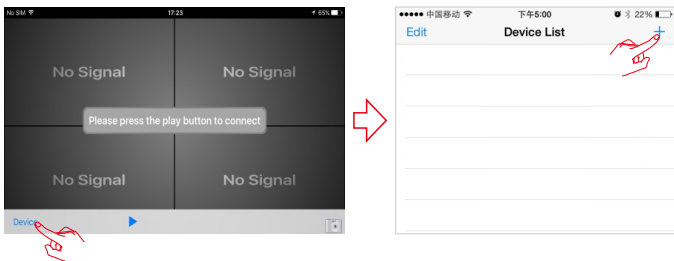 No SIM 17:23 65%
No Signal No Signal
Please press the play button to connect
No Signal No Signal
Device
●●●●● 中国移动 下午5:00 22%
Edit Device List +